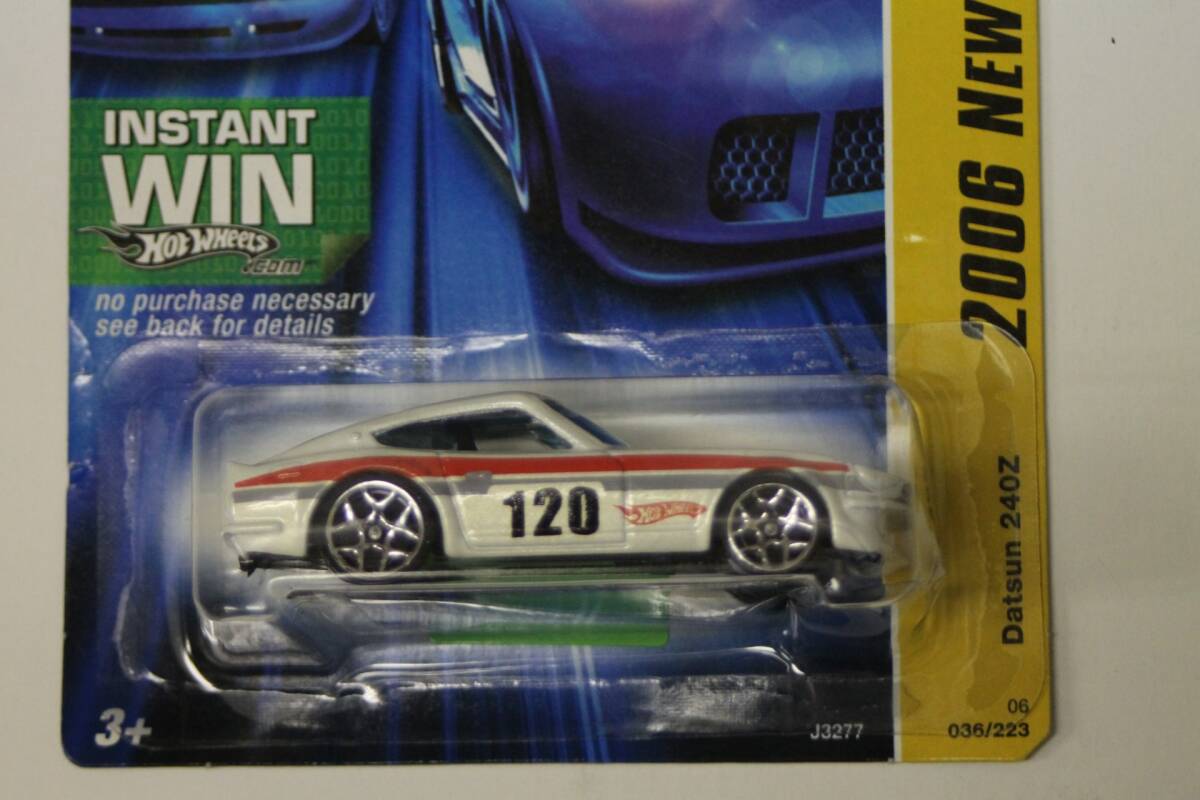 INSTANT
WIN
HOT WHEELS
.com
no purchase necessary
see back for details
2006 NEW
120
HOT WHEELS
Datsun 240Z
3+
J3277
06
036/223